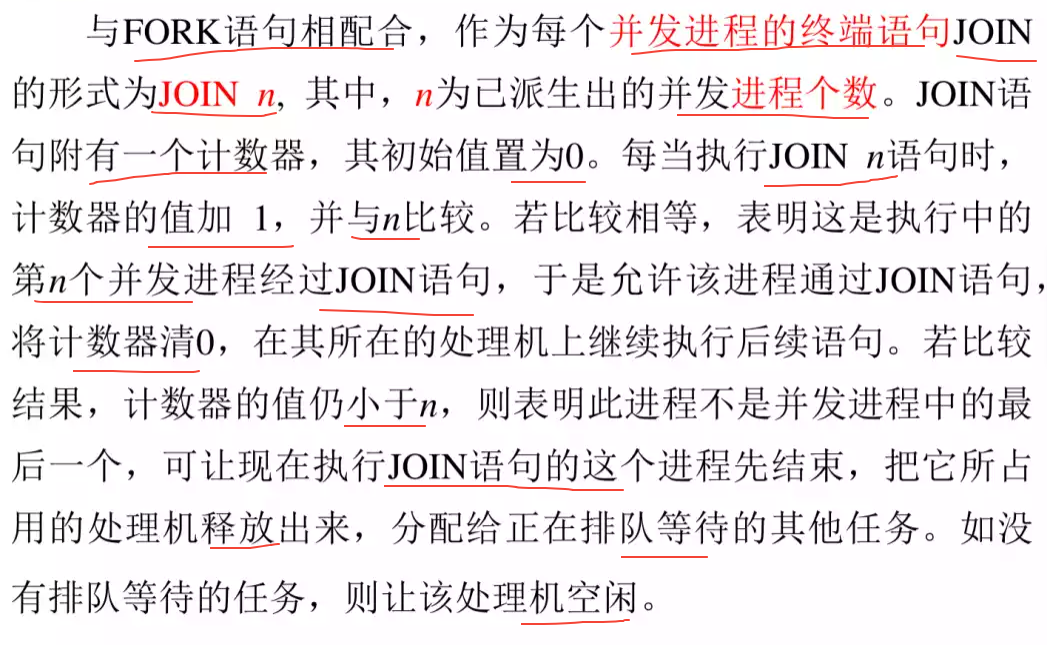 与FORK语句相配合，作为每个并发进程的终端语句JOIN
的形式为JOIN n, 其中，n为已派生出的并发进程个数。JOIN语
句附有一个计数器，其初始值置为0。每当执行JOIN n语句时，
计数器的值加 1，并与n比较。若比较相等，表明这是执行中的
第n个并发进程经过JOIN语句，于是允许该进程通过JOIN语句，
将计数器清0，在其所在的处理机上继续执行后续语句。若比较
结果，计数器的值仍小于n，则表明此进程不是并发进程中的最
后一个，可让现在执行JOIN语句的这个进程先结束，把它所占
用的处理机释放出来，分配给正在排队等待的其他任务。如没
有排队等待的任务，则让该处理机空闲。